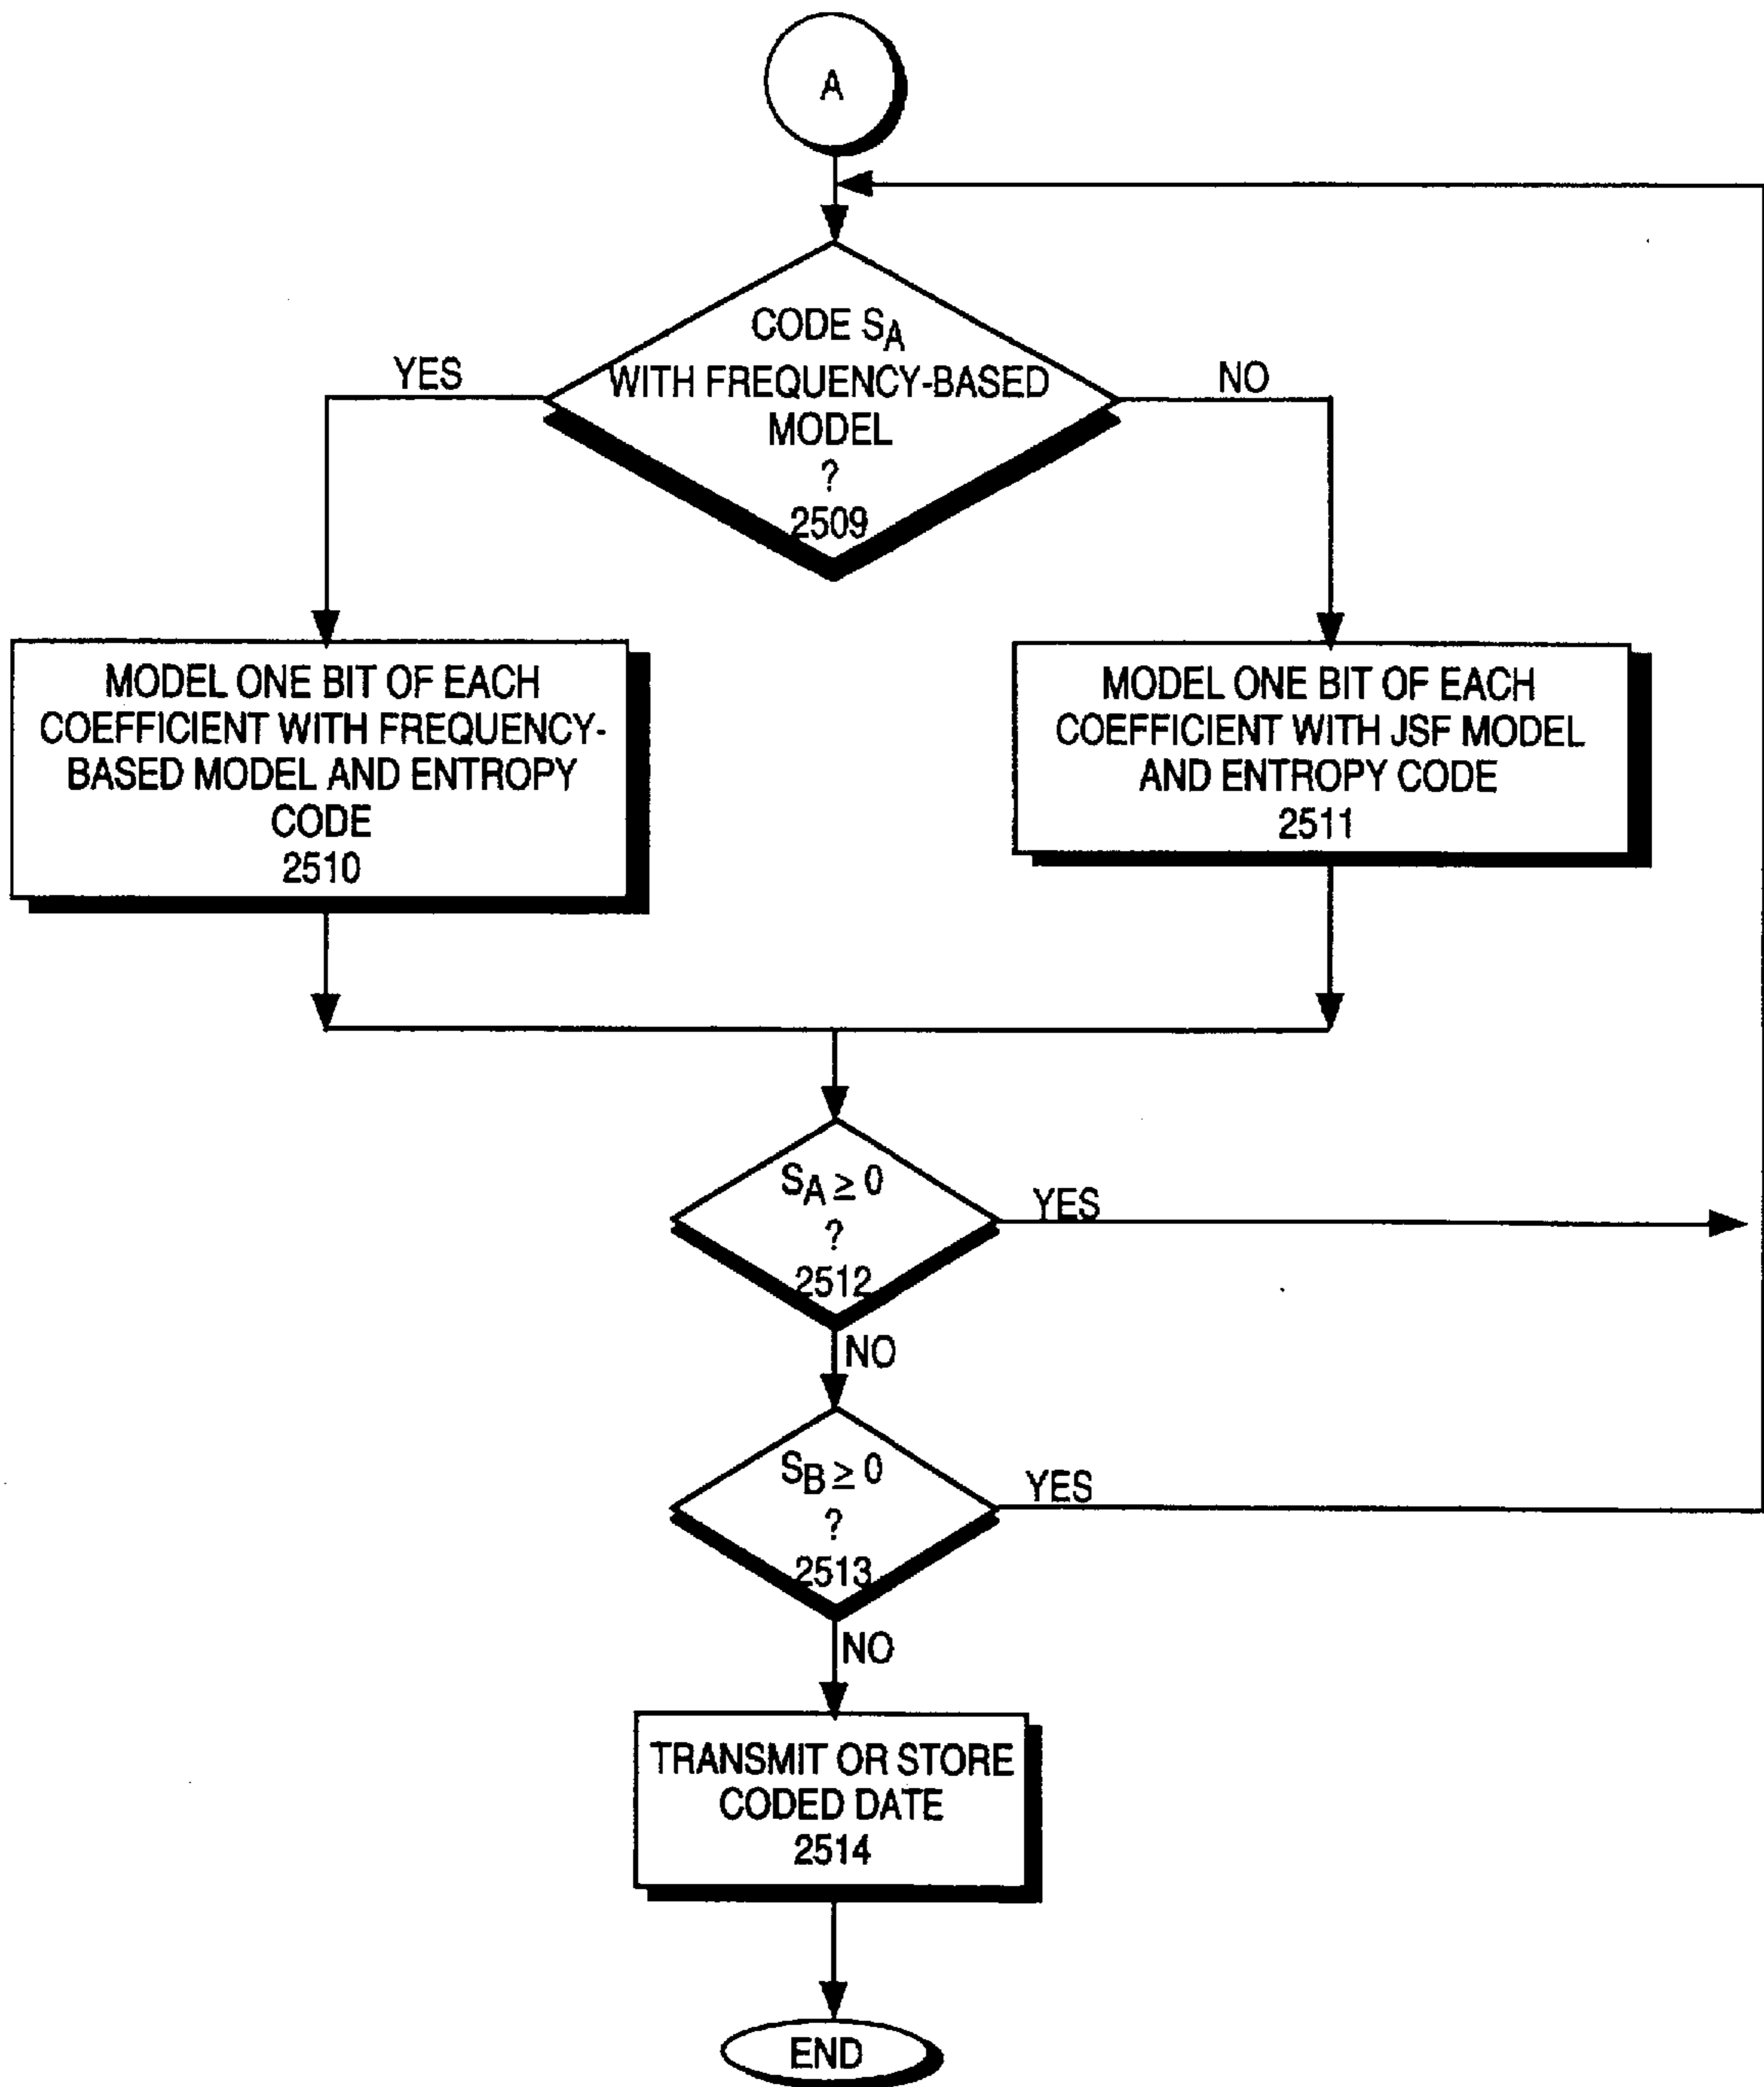 A
CODE SA
WITH FREQUENCY-BASED
MODEL
?
2509
YES
NO
MODEL ONE BIT OF EACH
COEFFICIENT WITH FREQUENCY-
BASED MODEL AND ENTROPY
CODE
2510
MODEL ONE BIT OF EACH
COEFFICIENT WITH JSF MODEL
AND ENTROPY CODE
2511
SA ≥ 0
?
2512
YES
NO
SB ≥ 0
?
2513
YES
NO
TRANSMIT OR STORE
CODED DATE
2514
END